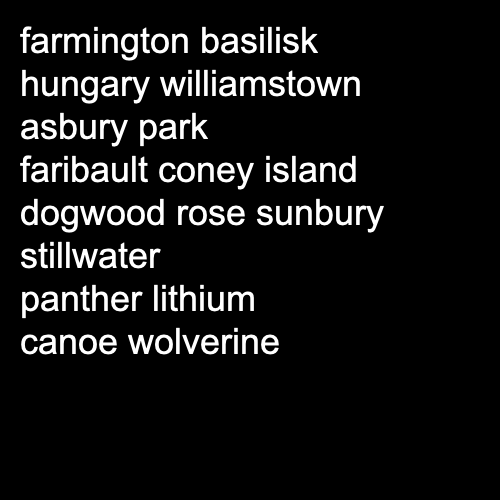 farmington basilisk
hungary williamstown
asbury park
faribault coney island
dogwood rose sunbury
stillwater
panther lithium
canoe wolverine